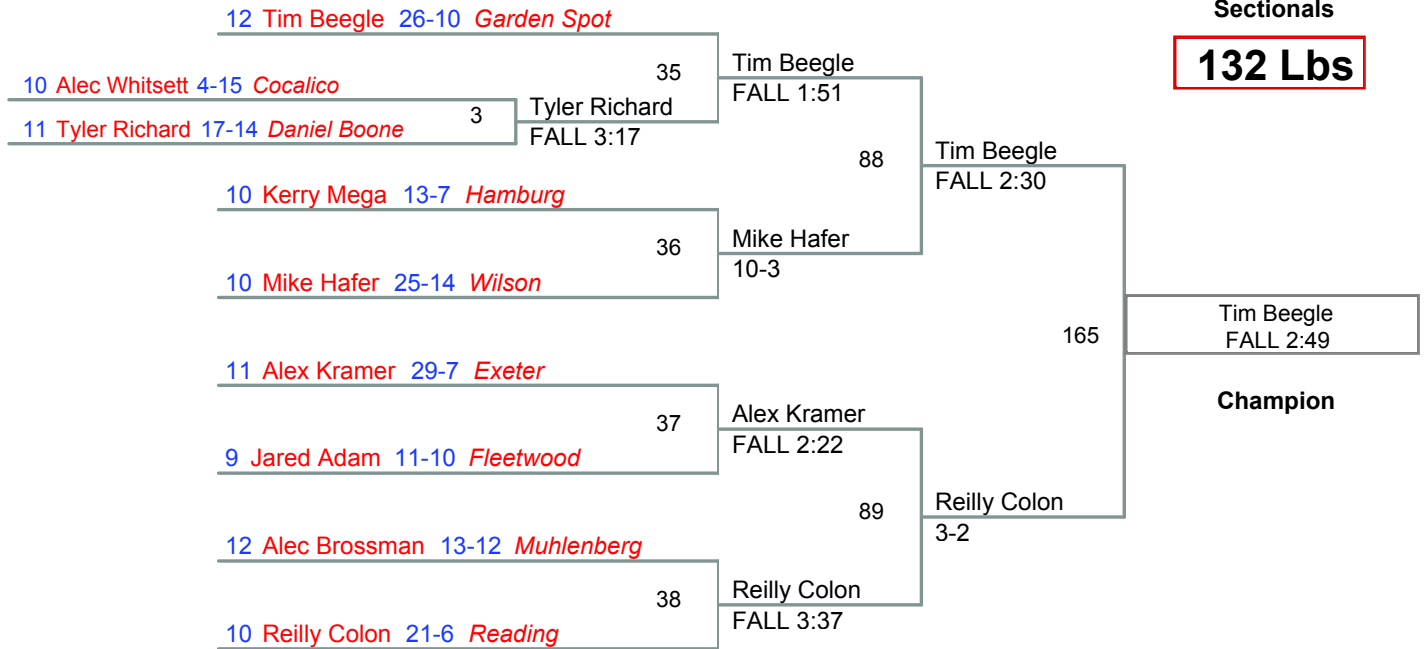 Sectionals
132 Lbs
12 Tim Beegle 26-10 Garden Spot
35
Tim Beegle
FALL 1:51
10 Alec Whitsett 4-15 Cocalico
3
Tyler Richard
FALL 3:17
11 Tyler Richard 17-14 Daniel Boone
88
Tim Beegle
FALL 2:30
10 Kerry Mega 13-7 Hamburg
36
Mike Hafer
10-3
10 Mike Hafer 25-14 Wilson
165
Tim Beegle
FALL 2:49
Champion
11 Alex Kramer 29-7 Exeter
37
Alex Kramer
FALL 2:22
9 Jared Adam 11-10 Fleetwood
89
Reilly Colon
3-2
12 Alec Brossman 13-12 Muhlenberg
38
Reilly Colon
FALL 3:37
10 Reilly Colon 21-6 Reading